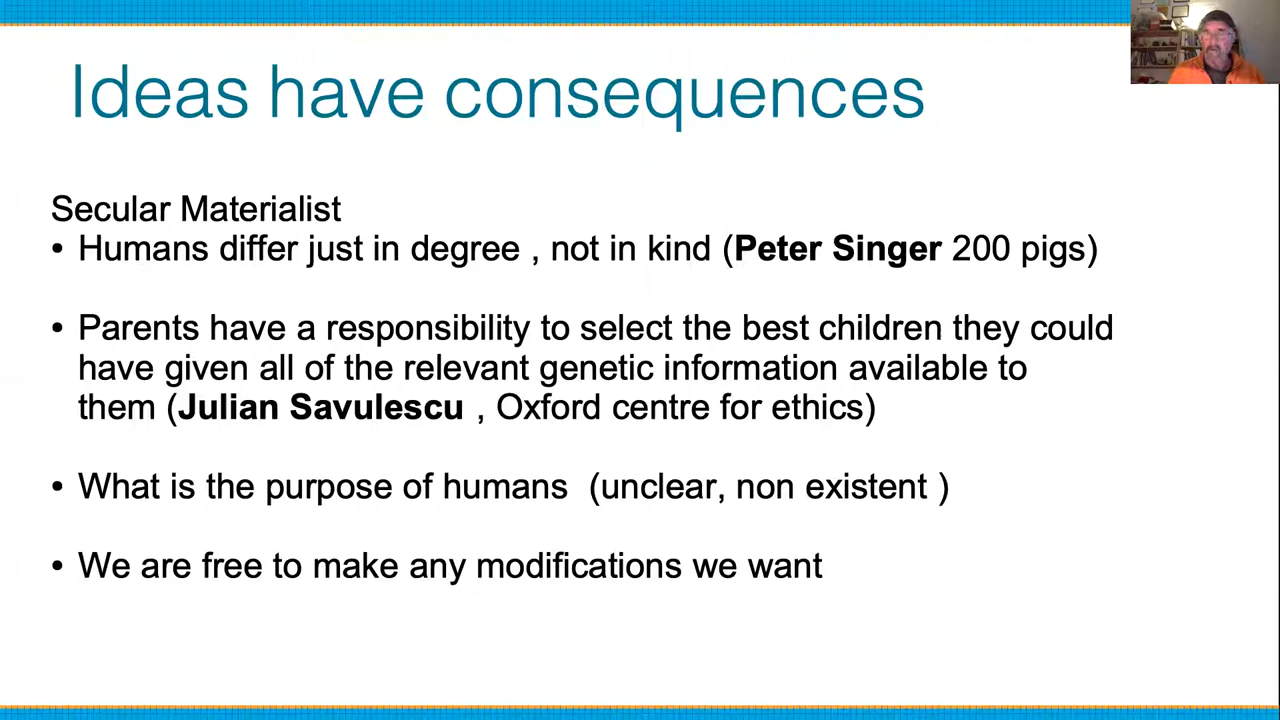 Ideas have consequences
Secular Materialist
• Humans differ just in degree , not in kind (Peter Singer 200 pigs)
• Parents have a responsibility to select the best children they could
have given all of the relevant genetic information available to
them (Julian Savulescu , Oxford centre for ethics)
• What is the purpose of humans  (unclear, non existent )
• We are free to make any modifications we want